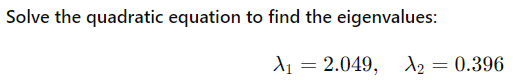 Solve the quadratic equation to find the eigenvalues:
λ₁ = 2.049, λ₂ = 0.396